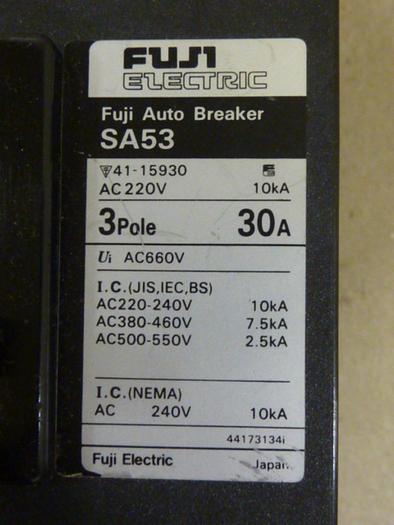 FUJI
ELECTRIC
Fuji Auto Breaker
SA53
41-15930
AC220V 10kA
3Pole 30A
Ui AC660V
I.C.(JIS,IEC,BS)
AC220-240V 10kA
AC380-460V 7.5kA
AC500-550V 2.5kA
I.C.(NEMA)
AC 240V 10kA
44173134i
Fuji Electric Japan